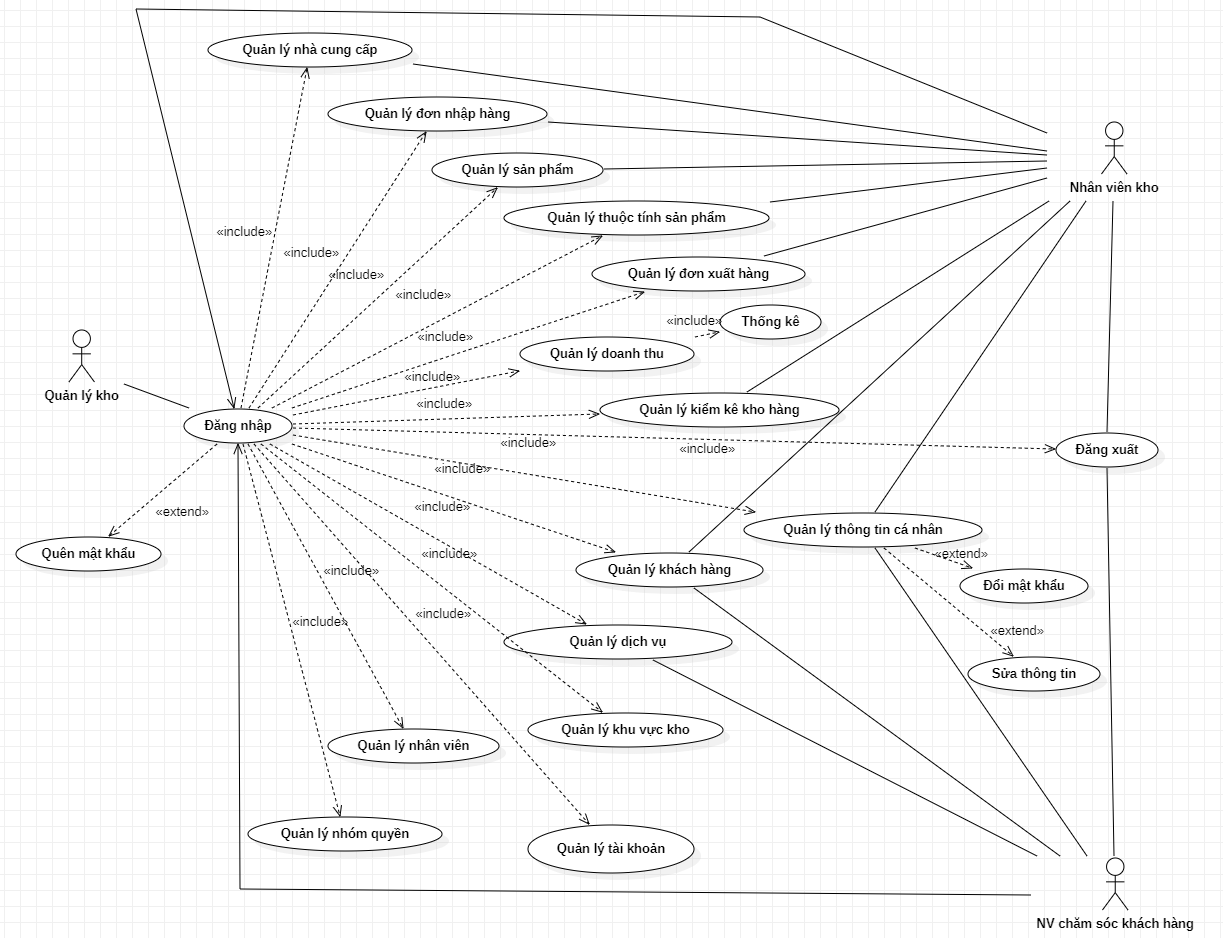 Quản lý nhà cung cấp
Quản lý đơn nhập hàng
Quản lý sản phẩm
Nhân viên kho
Quản lý thuộc tính sản phẩm
«include»
«include»
«include»
Quản lý đơn xuất hàng
«include»
«include»
Thống kê
«include»
Quản lý doanh thu
«include»
Quản lý kho
«include»
Quản lý kiểm kê kho hàng
Đăng nhập
«include»
«include»
Đăng xuất
«include»
«include»
«extend»
Quản lý thông tin cá nhân
Quên mật khẩu
«include»
«extend»
«include»
Quản lý khách hàng
Đổi mật khẩu
«include»
«include»
«extend»
Quản lý dịch vụ
Sửa thông tin
Quản lý khu vực kho
Quản lý nhân viên
Quản lý nhóm quyền
Quản lý tài khoản
NV chăm sóc khách hàng